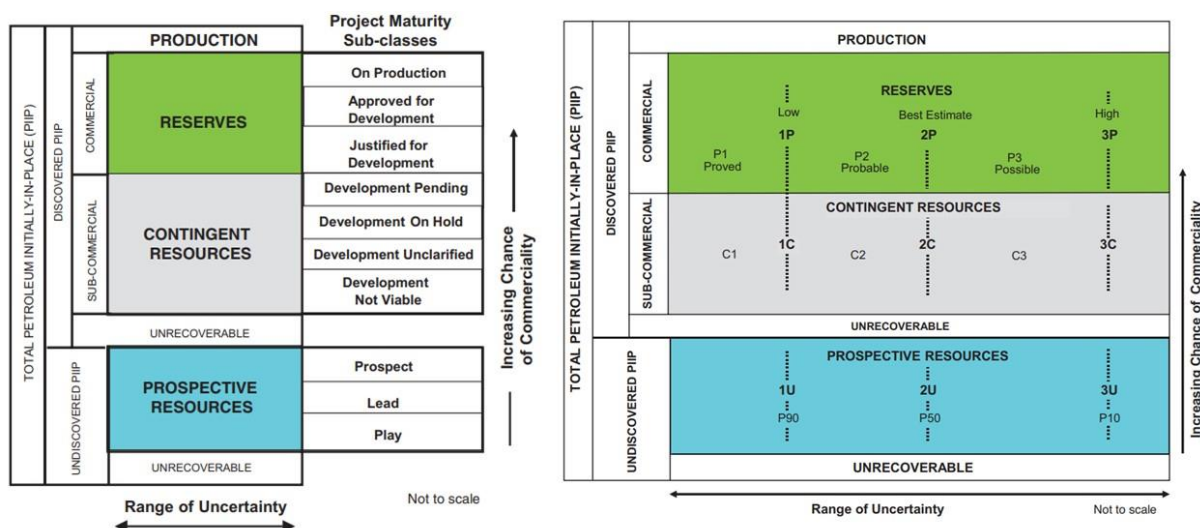 TOTAL PETROLEUM INITIALLY-IN-PLACE (PIIP)
DISCOVERED PIIP
UNDISCOVERED PIIP
COMMERCIAL
SUB-COMMERCIAL
PRODUCTION
RESERVES
CONTINGENT
RESOURCES
UNRECOVERABLE
PROSPECTIVE
RESOURCES
UNRECOVERABLE
Project Maturity
Sub-classes
On Production
Approved for
Development
Justified for
Development
Development Pending
Development On Hold
Development Unclarified
Development
Not Viable
Prospect
Lead
Play
Increasing Chance
of Commerciality
Range of Uncertainty
Not to scale
TOTAL PETROLEUM INITIALLY-IN-PLACE (PIIP)
DISCOVERED PIIP
UNDISCOVERED PIIP
COMMERCIAL
SUB-COMMERCIAL
PRODUCTION
RESERVES
Low
Best Estimate
High
1P
2P
3P
P1
Proved
P2
Probable
P3
Possible
CONTINGENT RESOURCES
1C
2C
3C
C1
C2
C3
UNRECOVERABLE
PROSPECTIVE RESOURCES
1U
2U
3U
P90
P50
P10
UNRECOVERABLE
Increasing Chance of Commerciality
Range of Uncertainty
Not to scale